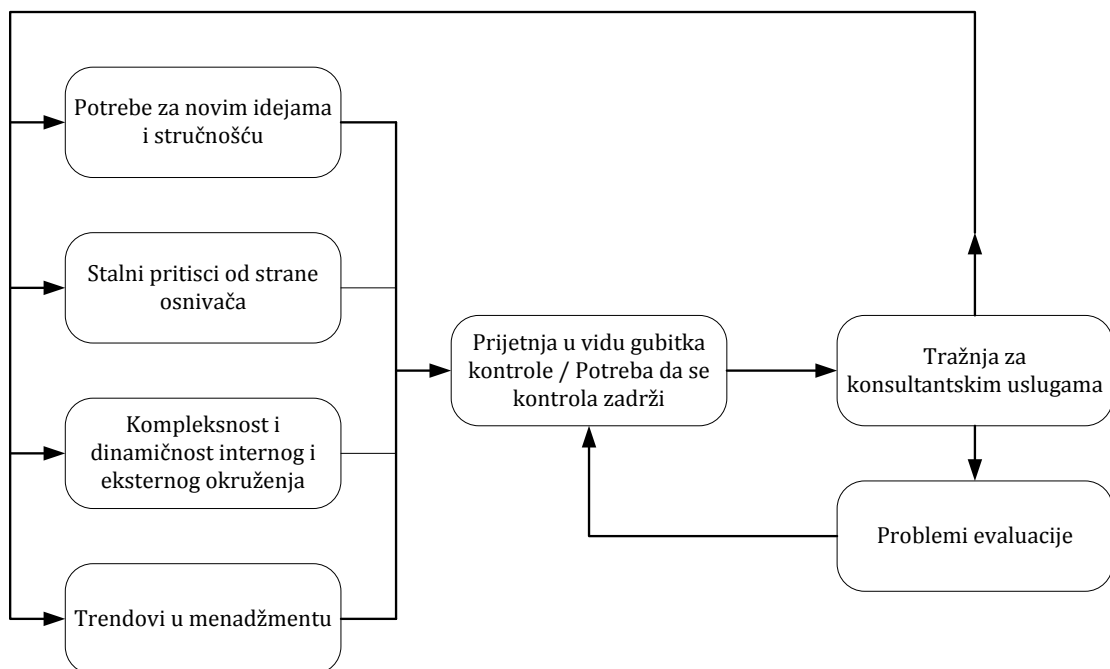 Potrebe za novim idejama
i stručnošću
Stalni pritisci od strane
osnivača
Kompleksnost i
dinamičnost internog i
eksternog okruženja
Trendovi u menadžmentu
Prijetnja u vidu gubitka
kontrole / Potreba da se
kontrola zadrži
Tražnja za
konsultantskim uslugama
Problemi evaluacije